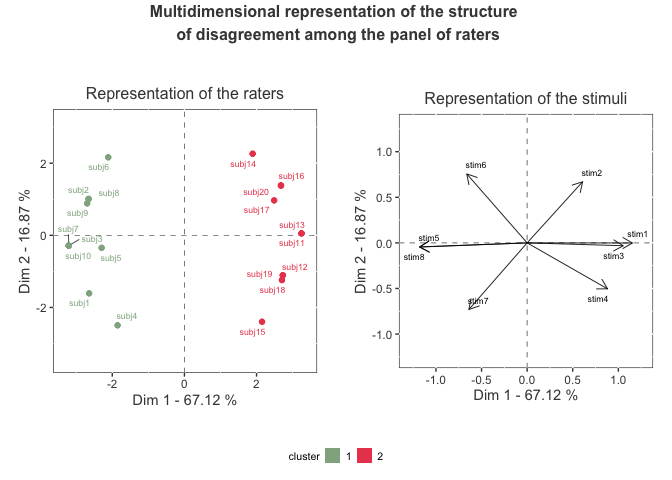 Multidimensional representation of the structure
of disagreement among the panel of raters
Representation of the raters
subj6
subj14
subj16
subj2
subj8
subj20
subj9
subj17
subj7
subj3
subj13
subj10
subj5
subj11
subj12
subj19
subj18
subj1
subj4
subj15
2
0
-2
-2
0
2
Dim 2 - 16.87 %
Dim 1 - 67.12 %
Representation of the stimuli
stim6
stim2
stim5
stim1
stim8
stim3
stim7
stim4
1.0
0.5
0.0
-0.5
-1.0
-1.0
-0.5
0.0
0.5
1.0
Dim 2 - 16.87 %
Dim 1 - 67.12 %
cluster 1 2